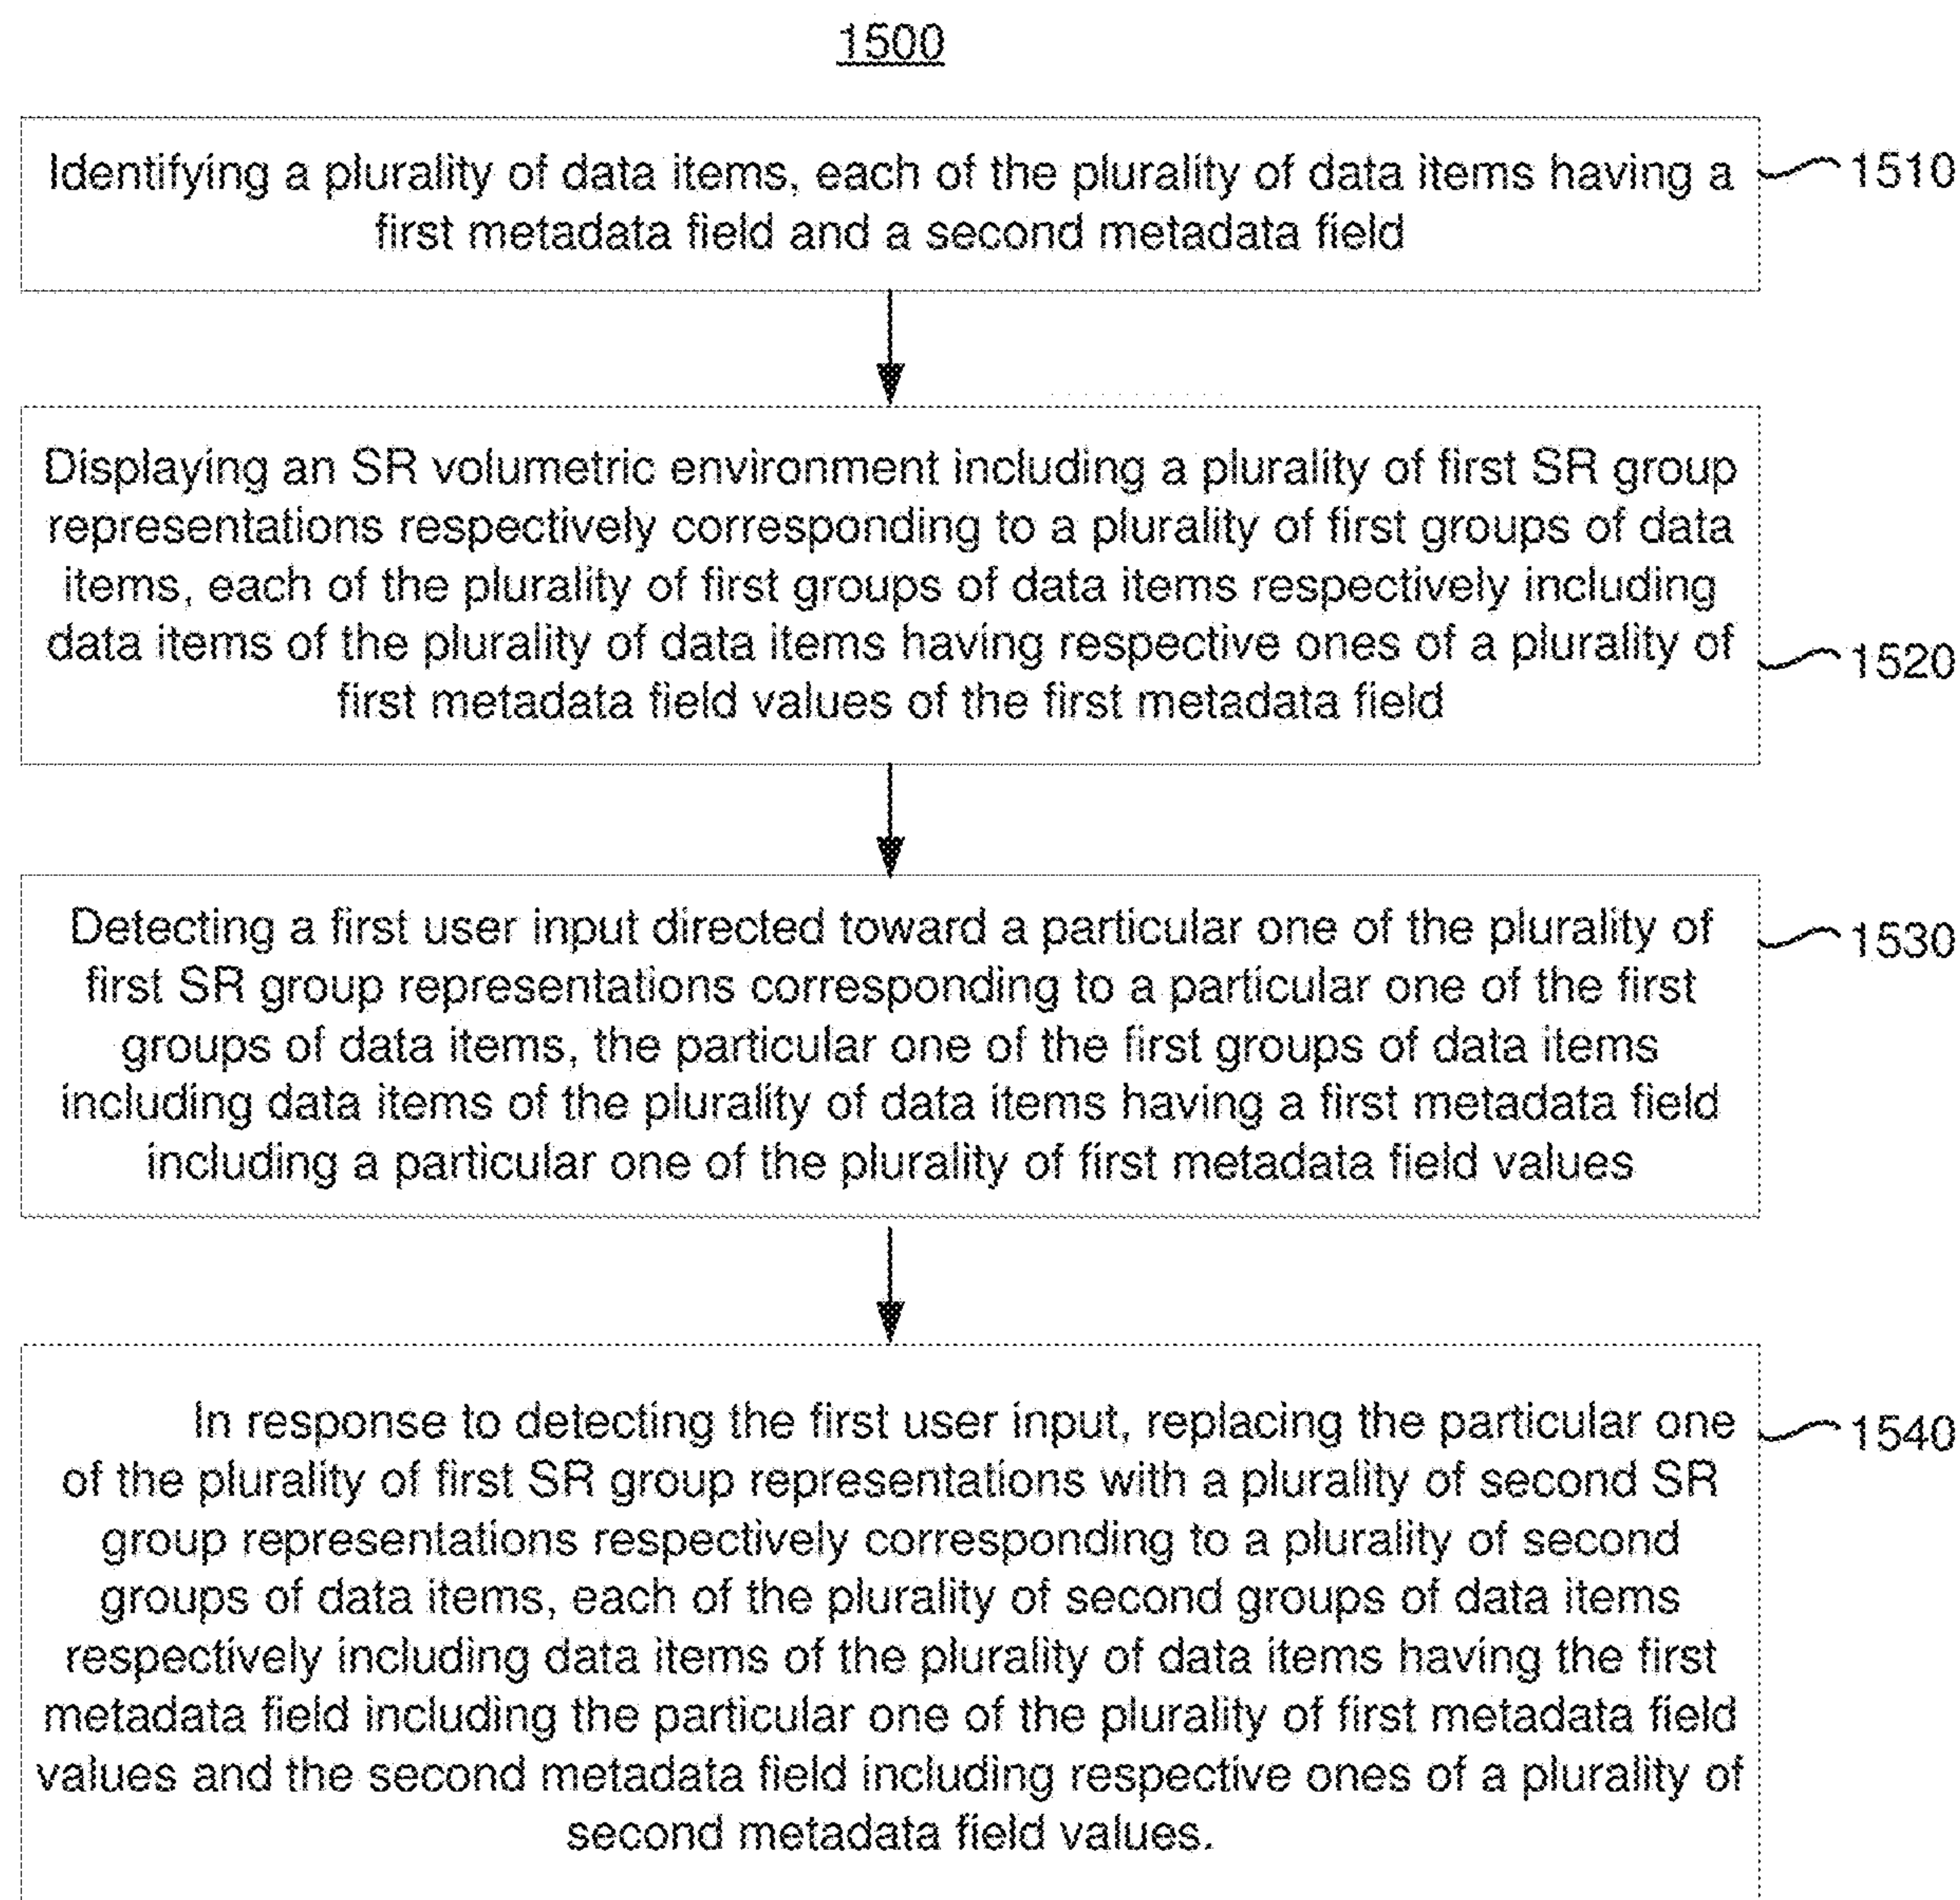 1500
Identifying a plurality of data items, each of the plurality of data items having a
first metadata field and a second metadata field
1510
Displaying an SR volumetric environment including a plurality of first SR group
representations respectively corresponding to a plurality of first groups of data
items, each of the plurality of first groups of data items respectively including
data items of the plurality of data items having respective ones of a plurality of
first metadata field values of the first metadata field
1520
Detecting a first user input directed toward a particular one of the plurality of
first SR group representations corresponding to a particular one of the first
groups of data items, the particular one of the first groups of data items
including data items of the plurality of data items having a first metadata field
including a particular one of the plurality of first metadata field values
1530
In response to detecting the first user input, replacing the particular one
of the plurality of first SR group representations with a plurality of second SR
group representations respectively corresponding to a plurality of second
groups of data items, each of the plurality of second groups of data items
respectively including data items of the plurality of data items having the first
metadata field including the particular one of the plurality of first metadata field
values and the second metadata field including respective ones of a plurality of
second metadata field values.
1540